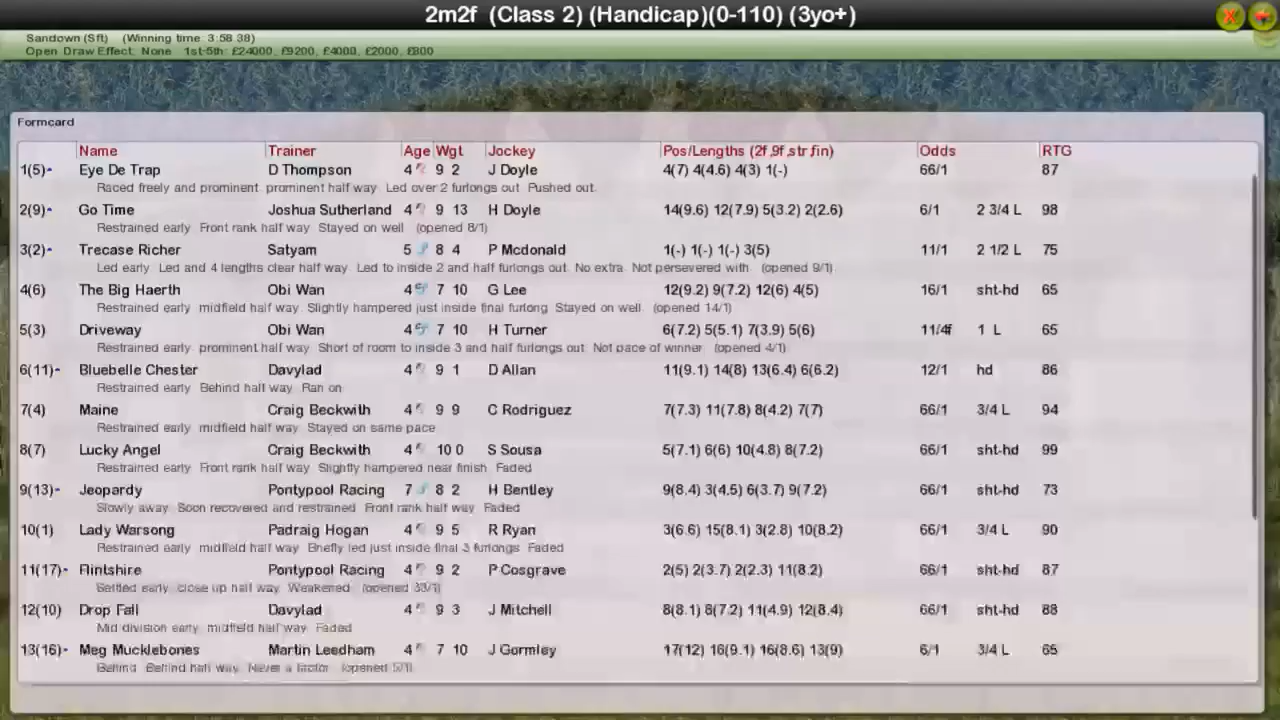 2m2f (Class 2) (Handicap)(0-110) (3yo+)
Sandown (Sft) (Winning time: 3:58.38)
Open Draw Effect: None 1st-5th: £24000, £9200, £4000, £2000, £800
Formcard
Name Trainer Age Wgt Jockey Pos/Lengths (2f,9f,str,fin) Odds RTG
1(5) Eye De Trap D Thompson 4 9 2 J Doyle 4(7) 4(4.6) 4(3) 1(-) 66/1 87
Raced freely and prominent prominent half way Led over 2 furlongs out Pushed out.
2(9) Go Time Joshua Sutherland 4 9 13 H Doyle 14(9.6) 12(7.9) 5(3.2) 2(2.6) 6/1 2 3/4 L 98
Restrained early Front rank half way Stayed on well (opened 8/1)
3(2) Trecase Richer Satyam 5 8 4 P Mcdonald 1(-) 1(-) 1(-) 3(5) 11/1 2 1/2 L 75
Led early Led and 4 lengths clear half way Led to inside 2 and half furlongs out No extra Not persevered with (opened 9/1)
4(6) The Big Haerth Obi Wan 4 7 10 G Lee 12(9.2) 9(7.2) 12(6) 4(5) 16/1 sht-hd 65
Restrained early midfield half way Slightly hampered just inside final furlong Stayed on well (opened 14/1)
5(3) Driveway Obi Wan 4 7 10 H Turner 6(7.2) 5(5.1) 7(3.9) 5(6) 11/4f 1 L 65
Restrained early prominent half way Short of room to inside 3 and half furlongs out Not pace of winner (opened 4/1)
6(11) Bluebelle Chester Davylad 4 9 1 D Allan 11(9.1) 14(8) 13(6.4) 6(6.2) 12/1 hd 86
Restrained early Behind half way Ran on
7(4) Maine Craig Beckwith 4 9 9 C Rodriguez 7(7.3) 11(7.8) 8(4.2) 7(7) 66/1 3/4 L 94
Restrained early midfield half way Stayed on same pace
8(7) Lucky Angel Craig Beckwith 4 10 0 S Sousa 5(7.1) 6(6) 10(4.8) 8(7.2) 66/1 sht-hd 99
Restrained early Front rank half way Slightly hampered near finish Faded
9(13) Jeopardy Pontypool Racing 7 8 2 H Bentley 9(8.4) 3(4.5) 6(3.7) 9(7.2) 66/1 sht-hd 73
Slowly away Soon recovered and restrained Front rank half way Faded
10(1) Lady Warsong Padraig Hogan 4 9 5 R Ryan 3(6.6) 15(8.1) 3(2.8) 10(8.2) 66/1 3/4 L 90
Restrained early midfield half way Briefly led just inside final 3 furlongs Faded
11(17) Flintshire Pontypool Racing 4 9 2 P Cosgrave 2(5) 2(3.7) 2(2.3) 11(8.2) 66/1 sht-hd 87
Settled early close up half way Weakened (opened 33/1)
12(10) Drop Fall Davylad 4 9 3 J Mitchell 8(8.1) 8(7.2) 11(4.9) 12(8.4) 66/1 sht-hd 88
Mid division early midfield half way Faded
13(16) Meg Mucklebones Martin Leedham 4 7 10 J Gormley 17(12) 16(9.1) 16(8.6) 13(9) 6/1 3/4 L 65
Behind Behind half way Never a factor (opened 5/1)